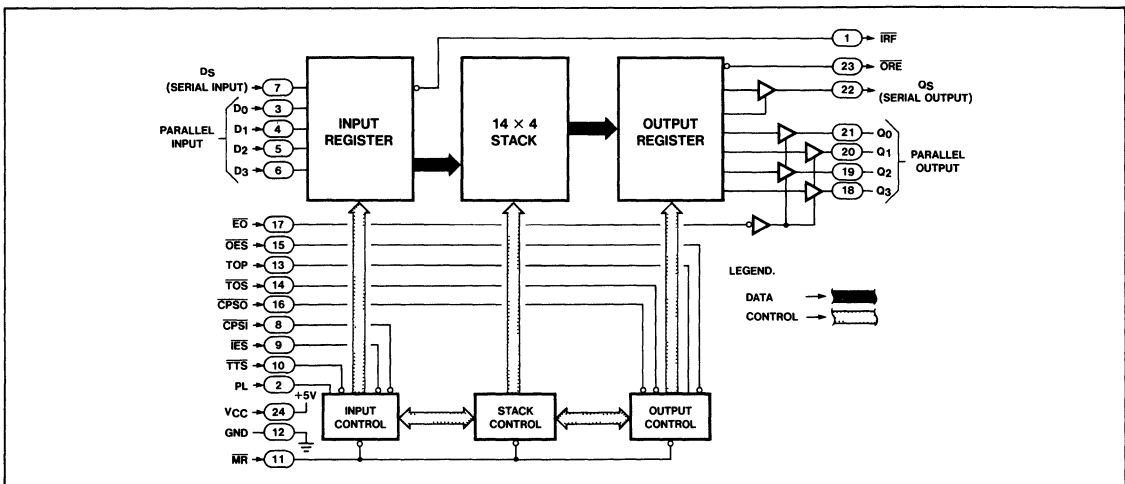 1 IRF
23 ORE
DS
(SERIAL INPUT) 7
22 QS
(SERIAL OUTPUT)
INPUT
REGISTER
14 × 4
STACK
OUTPUT
REGISTER
PARALLEL
INPUT
D0 3
D1 4
D2 5
D3 6
21 Q0
20 Q1
19 Q2
18 Q3
PARALLEL
OUTPUT
EO 17
OES 15
TOP 13
TOS 14
CPSO 16
CPSI 8
IES 9
TTS 10
PL 2
VCC 24 +5V
GND 12
MR 11
LEGEND.
DATA
CONTROL
INPUT
CONTROL
STACK
CONTROL
OUTPUT
CONTROL